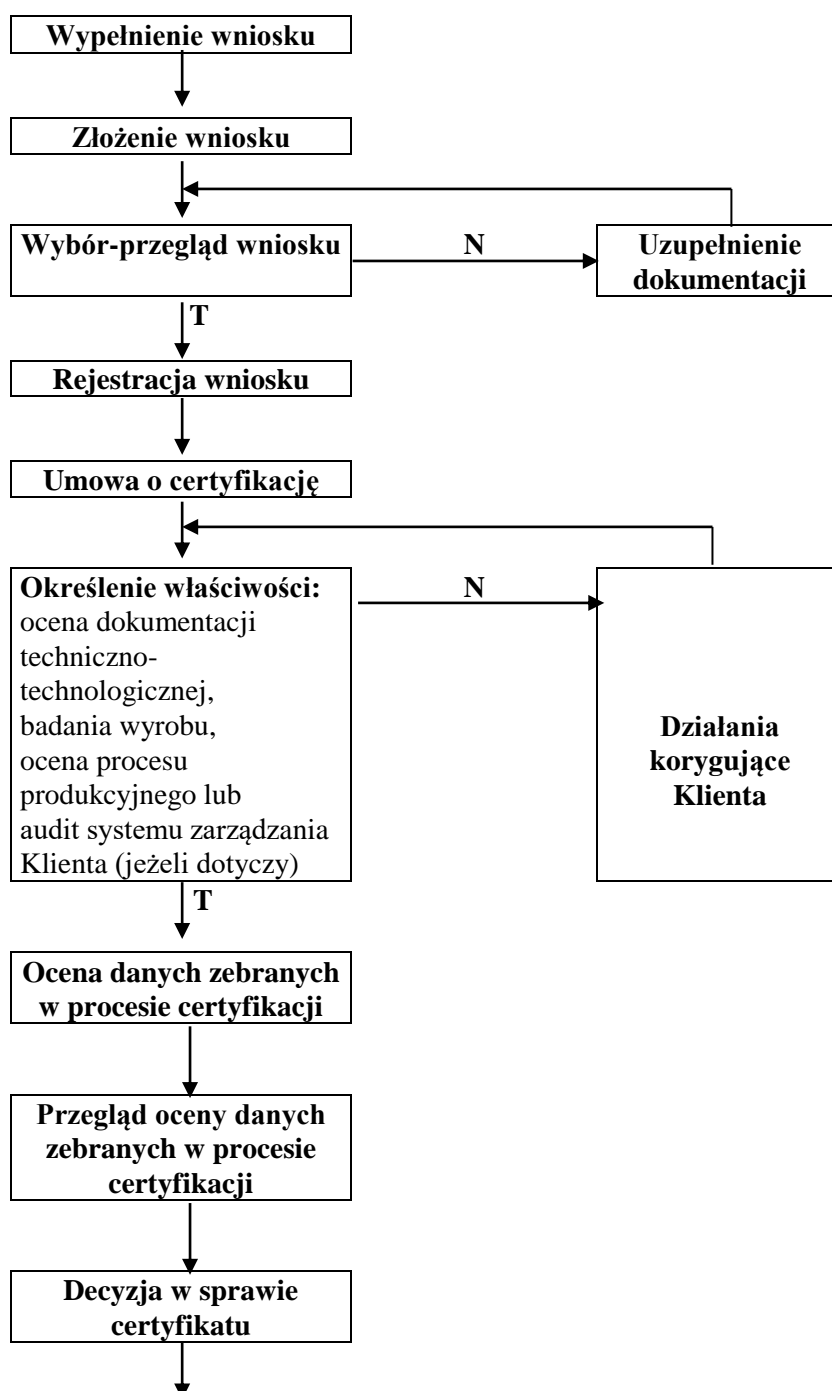 Wypełnienie wniosku
Złożenie wniosku
Wybór-przegląd wniosku
N
Uzupełnienie
dokumentacji
T
Rejestracja wniosku
Umowa o certyfikację
Określenie właściwości:
ocena dokumentacji
techniczno-
technologicznej,
badania wyrobu,
ocena procesu
produkcyjnego lub
audit systemu zarządzania
Klienta (jeżeli dotyczy)
N
Działania
korygujące
Klienta
T
Ocena danych zebranych
w procesie certyfikacji
Przegląd oceny danych
zebranych w procesie
certyfikacji
Decyzja w sprawie
certyfikatu